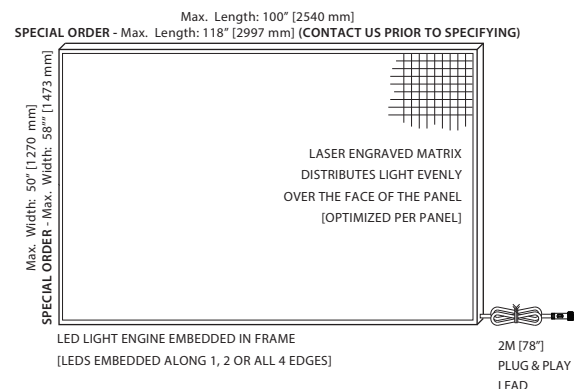 Max. Length: 100” [2540 mm]
SPECIAL ORDER - Max. Length: 118” [2997 mm] (CONTACT US PRIOR TO SPECIFYING)
Max. Width: 50” [1270 mm]
SPECIAL ORDER - Max. Width: 58”” [1473 mm]
LASER ENGRAVED MATRIX
DISTRIBUTES LIGHT EVENLY
OVER THE FACE OF THE PANEL
[OPTIMIZED PER PANEL]
LED LIGHT ENGINE EMBEDDED IN FRAME
[LEDS EMBEDDED ALONG 1, 2 OR ALL 4 EDGES]
2M [78”]
PLUG & PLAY
LEAD